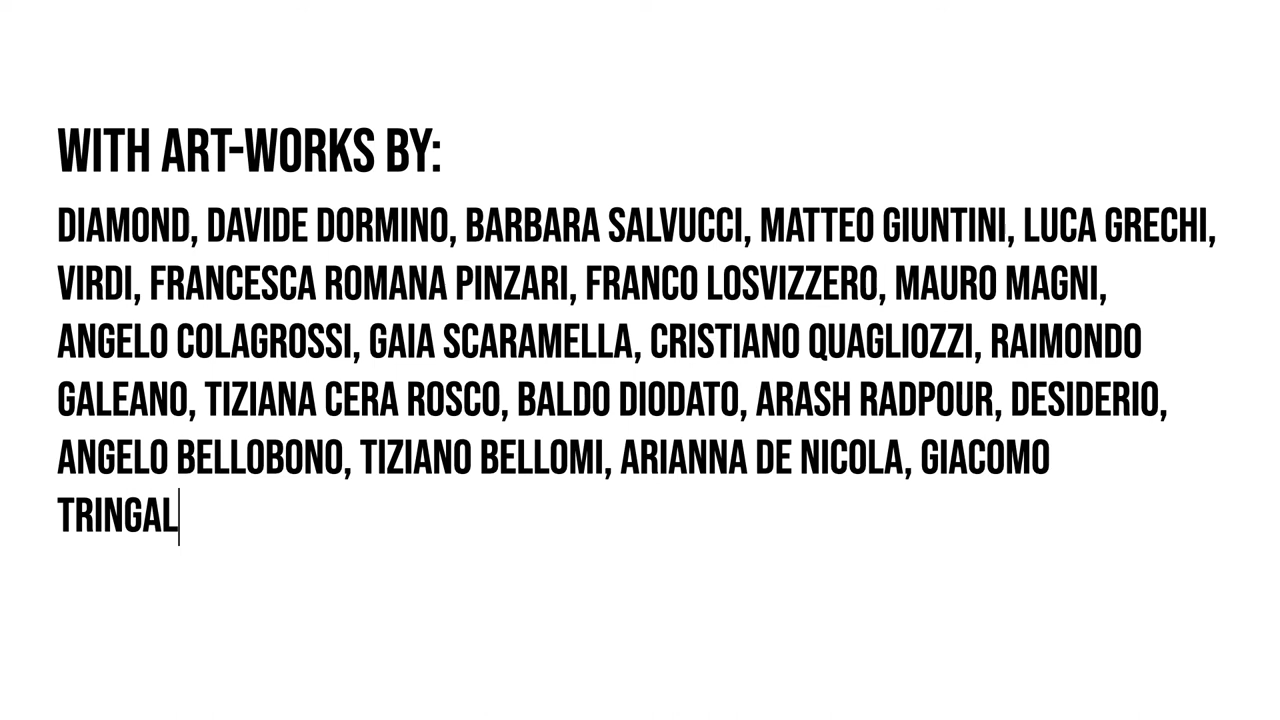 WITH ART-WORKS BY:
DIAMOND, DAVIDE DORMINO, BARBARA SALVUCCI, MATTEO GIUNTINI, LUCA GRECHI,
VIRDI, FRANCESCA ROMANA PINZARI, FRANCO LOSVIZZERO, MAURO MAGNI,
ANGELO COLAGROSSI, GAIA SCARAMELLA, CRISTIANO QUAGLIOZZI, RAIMONDO
GALEANO, TIZIANA CERA ROSCO, BALDO DIODATO, ARASH RADPOUR, DESIDERIO,
ANGELO BELLOBONO, TIZIANO BELLOMI, ARIANNA DE NICOLA, GIACOMO
TRINGAL